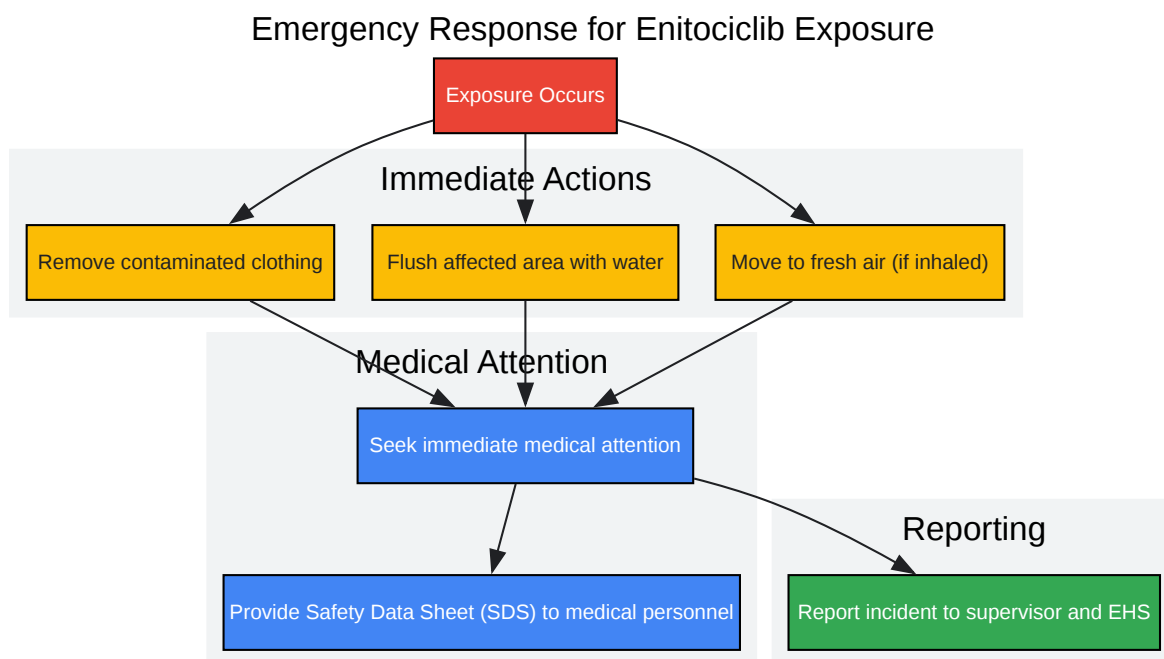 Emergency Response for Enitociclib Exposure
Exposure Occurs
Immediate Actions
Remove contaminated clothing
Flush affected area with water
Move to fresh air (if inhaled)
Medical Attention
Seek immediate medical attention
Reporting
Provide Safety Data Sheet (SDS) to medical personnel
Report incident to supervisor and EHS